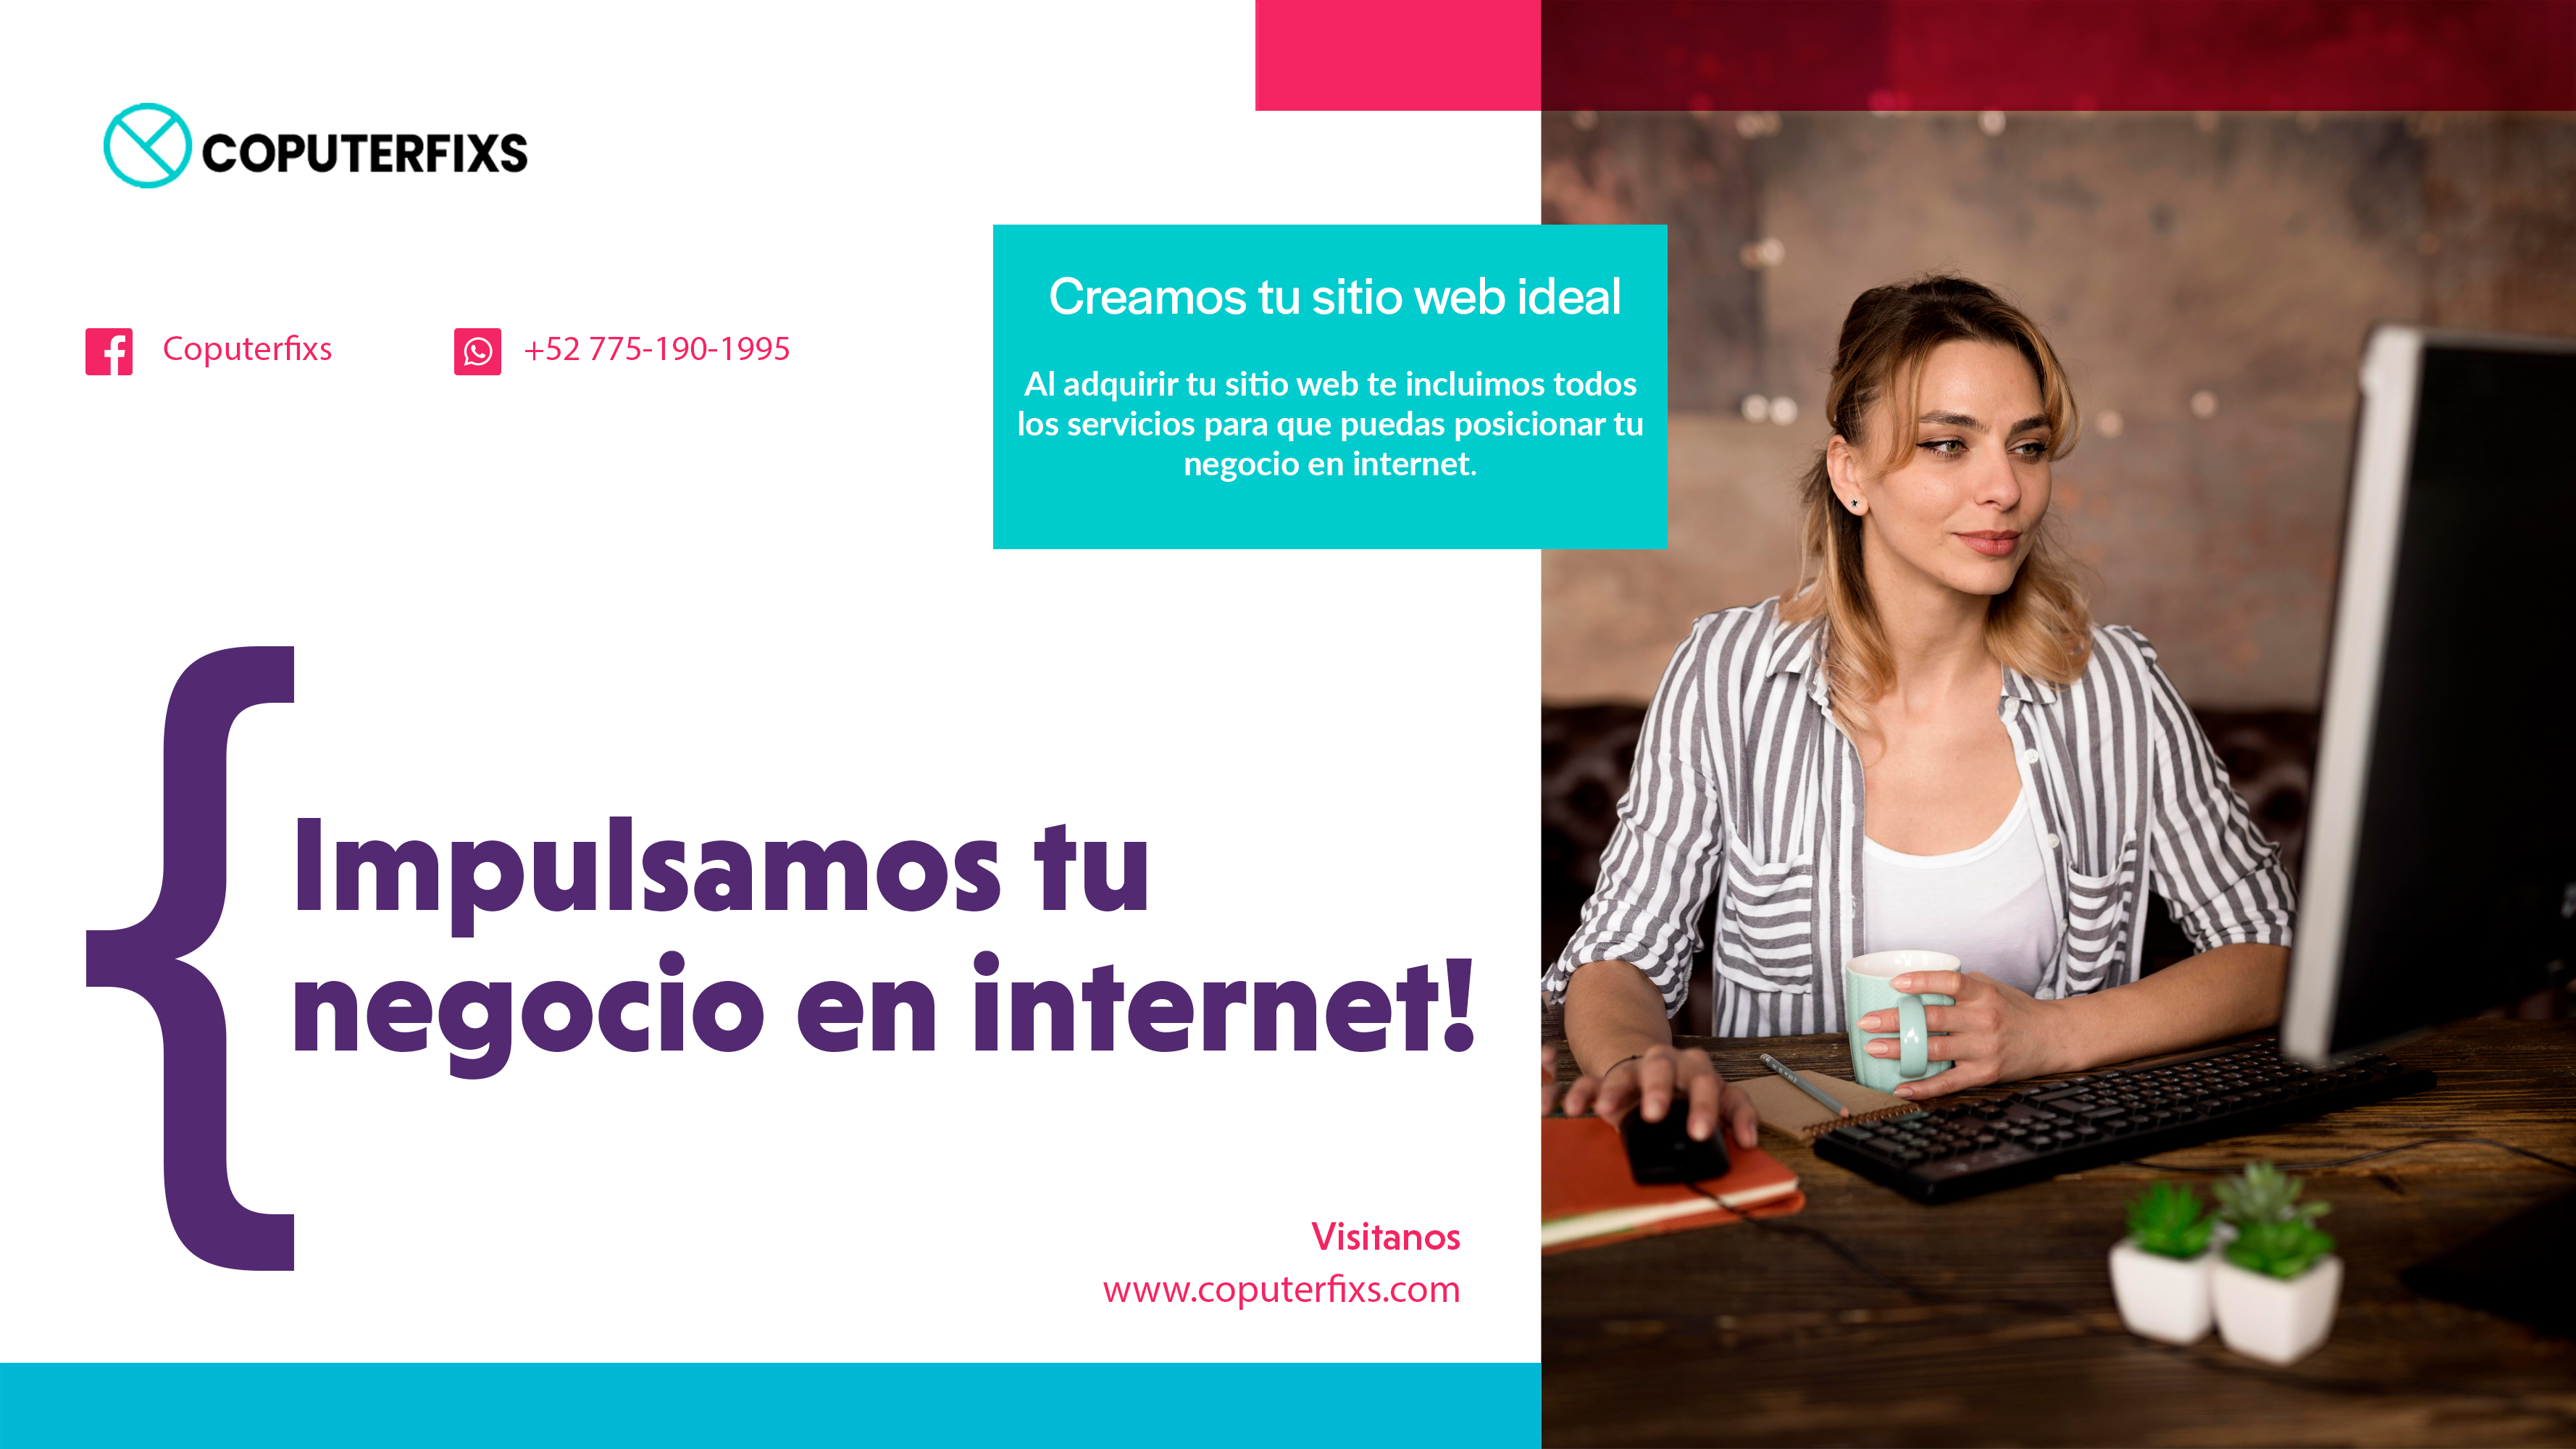 COPUTERFIXS
Coputerfixs
+52 775-190-1995
Creamos tu sitio web ideal
Al adquirir tu sitio web te incluimos todos
los servicios para que puedas posicionar tu
negocio en internet.
{
Impulsamos tu
negocio en internet!
Visitanos
www.coputerfixs.com